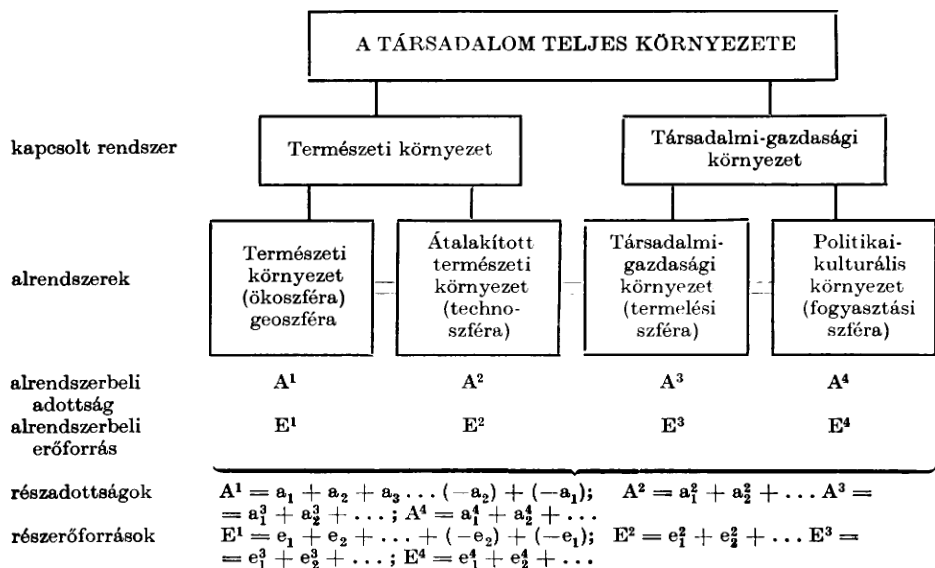 A TÁRSADALOM TELJES KÖRNYEZETE
kapcsolt rendszer
Természeti környezet
Társadalmi-gazdasági
környezet
alrendszerek
Természeti
környezet
(ökoszféra)
geoszféra
Átalakított
természeti
környezet
(techno-
szféra)
Társadalmi-
gazdasági
környezet
(termelési
szféra)
Politikai-
kulturális
környezet
(fogyasztási
szféra)
alrendszerbeli
adottság
A¹ A² A³ A⁴
alrendszerbeli
erőforrás
E¹ E² E³ E⁴
részadottságok A¹ = a₁ + a₂ + a₃ ... (−a₂) + (−a₁); A² = a₁² + a₂² + ... A³ =
= a₁³ + a₂³ + ... ; A⁴ = a₁⁴ + a₂⁴ + ...
részerőforrások E¹ = e₁ + e₂ + ... + (−e₂) + (−e₁); E² = e₁² + e₂² + ... E³ =
= e₁³ + e₂³ + ... ; E⁴ = e₁⁴ + e₂⁴ + ...